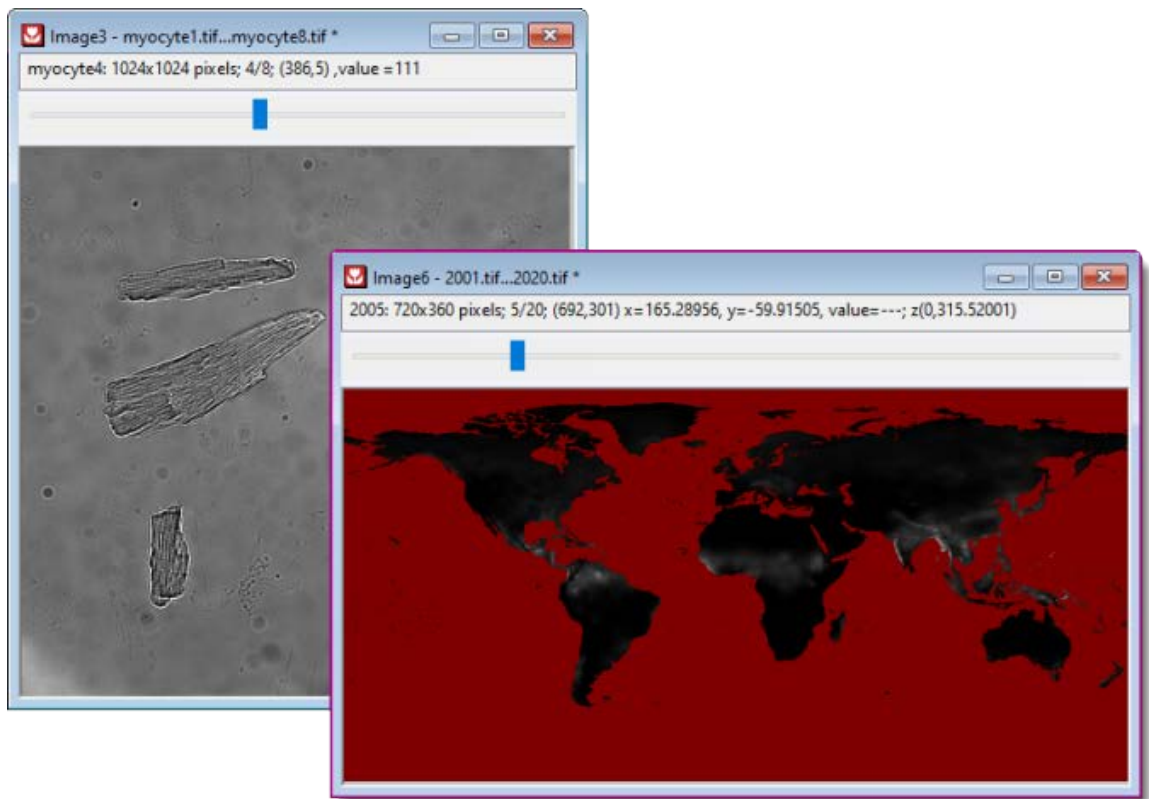 Image3 - myocyte1.tif...myocyte8.tif *
myocyte4: 1024x1024 pixels; 4/8; (386,5) ,value =111
Image6 - 2001.tif...2020.tif *
2005: 720x360 pixels; 5/20; (692,301) x=165.28956, y=-59.91505, value=---; z(0,315.52001)